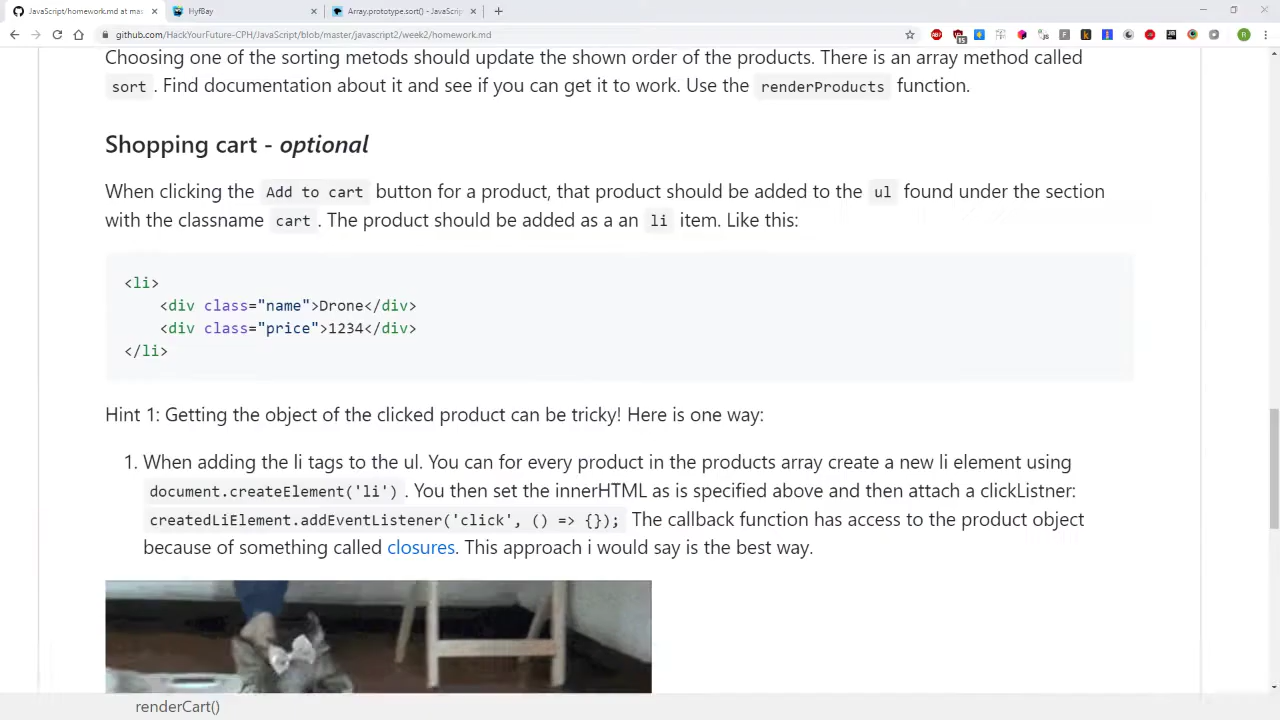 JavaScript/homework.md at mas
HyfBay
Array.prototype.sort() - JavaScrip
github.com/HackYourFuture-CPH/JavaScript/blob/master/javascript2/week2/homework.md
Choosing one of the sorting metods should update the shown order of the products. There is an array method called
sort . Find documentation about it and see if you can get it to work. Use the renderProducts function.
Shopping cart - optional
When clicking the Add to cart button for a product, that product should be added to the ul found under the section
with the classname cart . The product should be added as a an li item. Like this:
<li>
<div class="name">Drone</div>
<div class="price">1234</div>
</li>
Hint 1: Getting the object of the clicked product can be tricky! Here is one way:
1. When adding the li tags to the ul. You can for every product in the products array create a new li element using
document.createElement('li') . You then set the innerHTML as is specified above and then attach a clickListner:
createdLiElement.addEventListener('click', () => {}); The callback function has access to the product object
because of something called closures. This approach i would say is the best way.
renderCart()